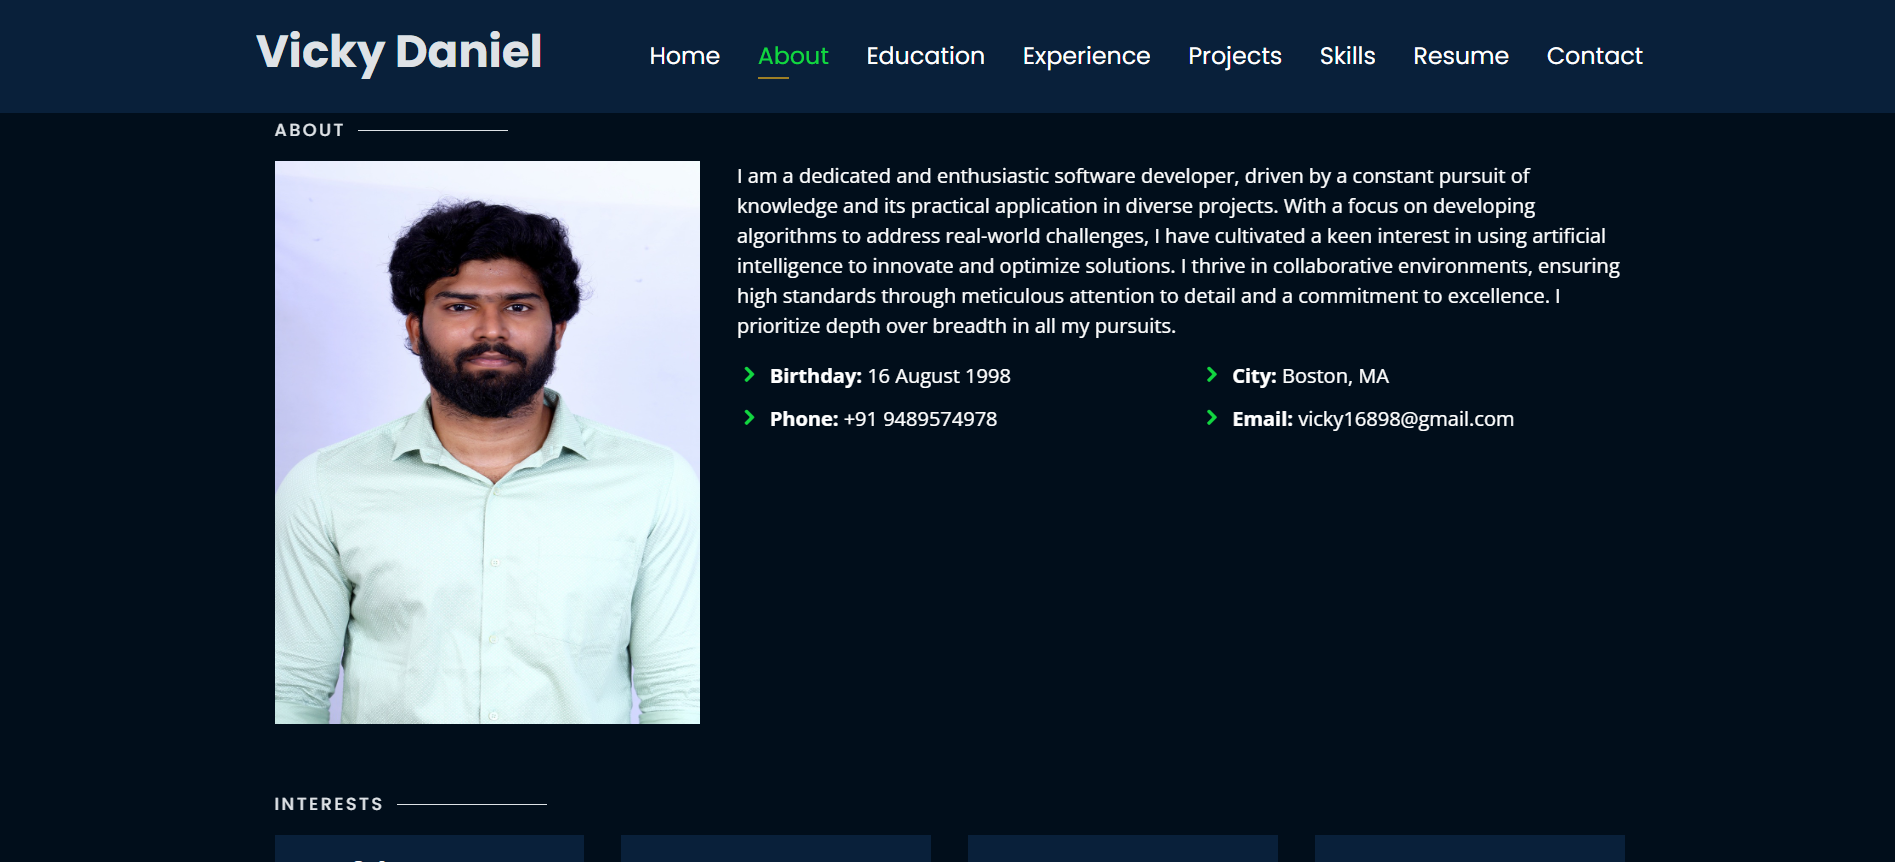 Vicky Daniel
Home About Education Experience Projects Skills Resume Contact
ABOUT
I am a dedicated and enthusiastic software developer, driven by a constant pursuit of
knowledge and its practical application in diverse projects. With a focus on developing
algorithms to address real-world challenges, I have cultivated a keen interest in using artificial
intelligence to innovate and optimize solutions. I thrive in collaborative environments, ensuring
high standards through meticulous attention to detail and a commitment to excellence. I
prioritize depth over breadth in all my pursuits.
Birthday: 16 August 1998
City: Boston, MA
Phone: +91 9489574978
Email: vicky16898@gmail.com
INTERESTS